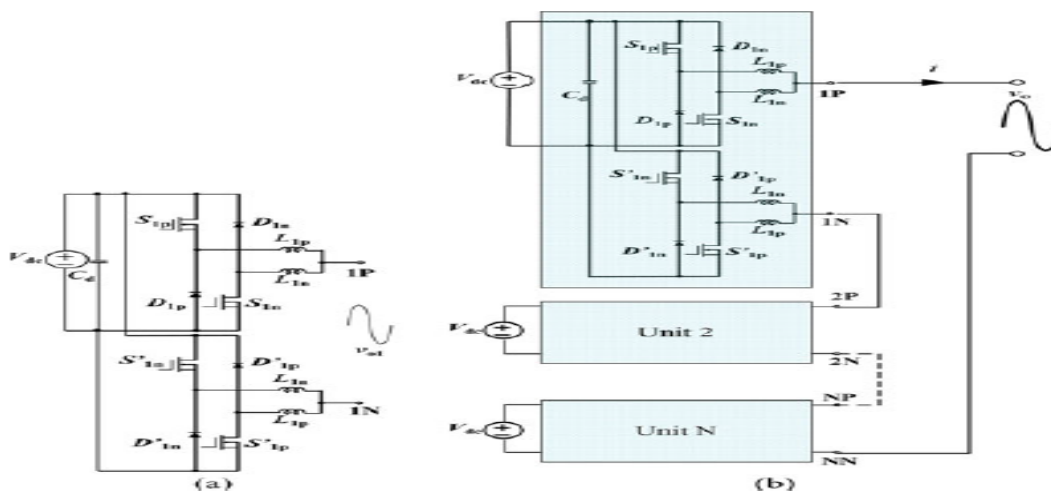 S1p
D1n
Vdc
Cd
L1p
L1n
1P
D1p
S1n
S'1n
D'1p
L1n
L1p
1N
D'1n
S'1p
vo1
(a)
S1p
D1n
Vdc
Cd
L1p
L1n
1P
i
vo
D1p
S1n
S'1n
D'1p
L1n
L1p
1N
D'1n
S'1p
2P
Vdc
Unit 2
2N
NP
Vdc
Unit N
NN
(b)